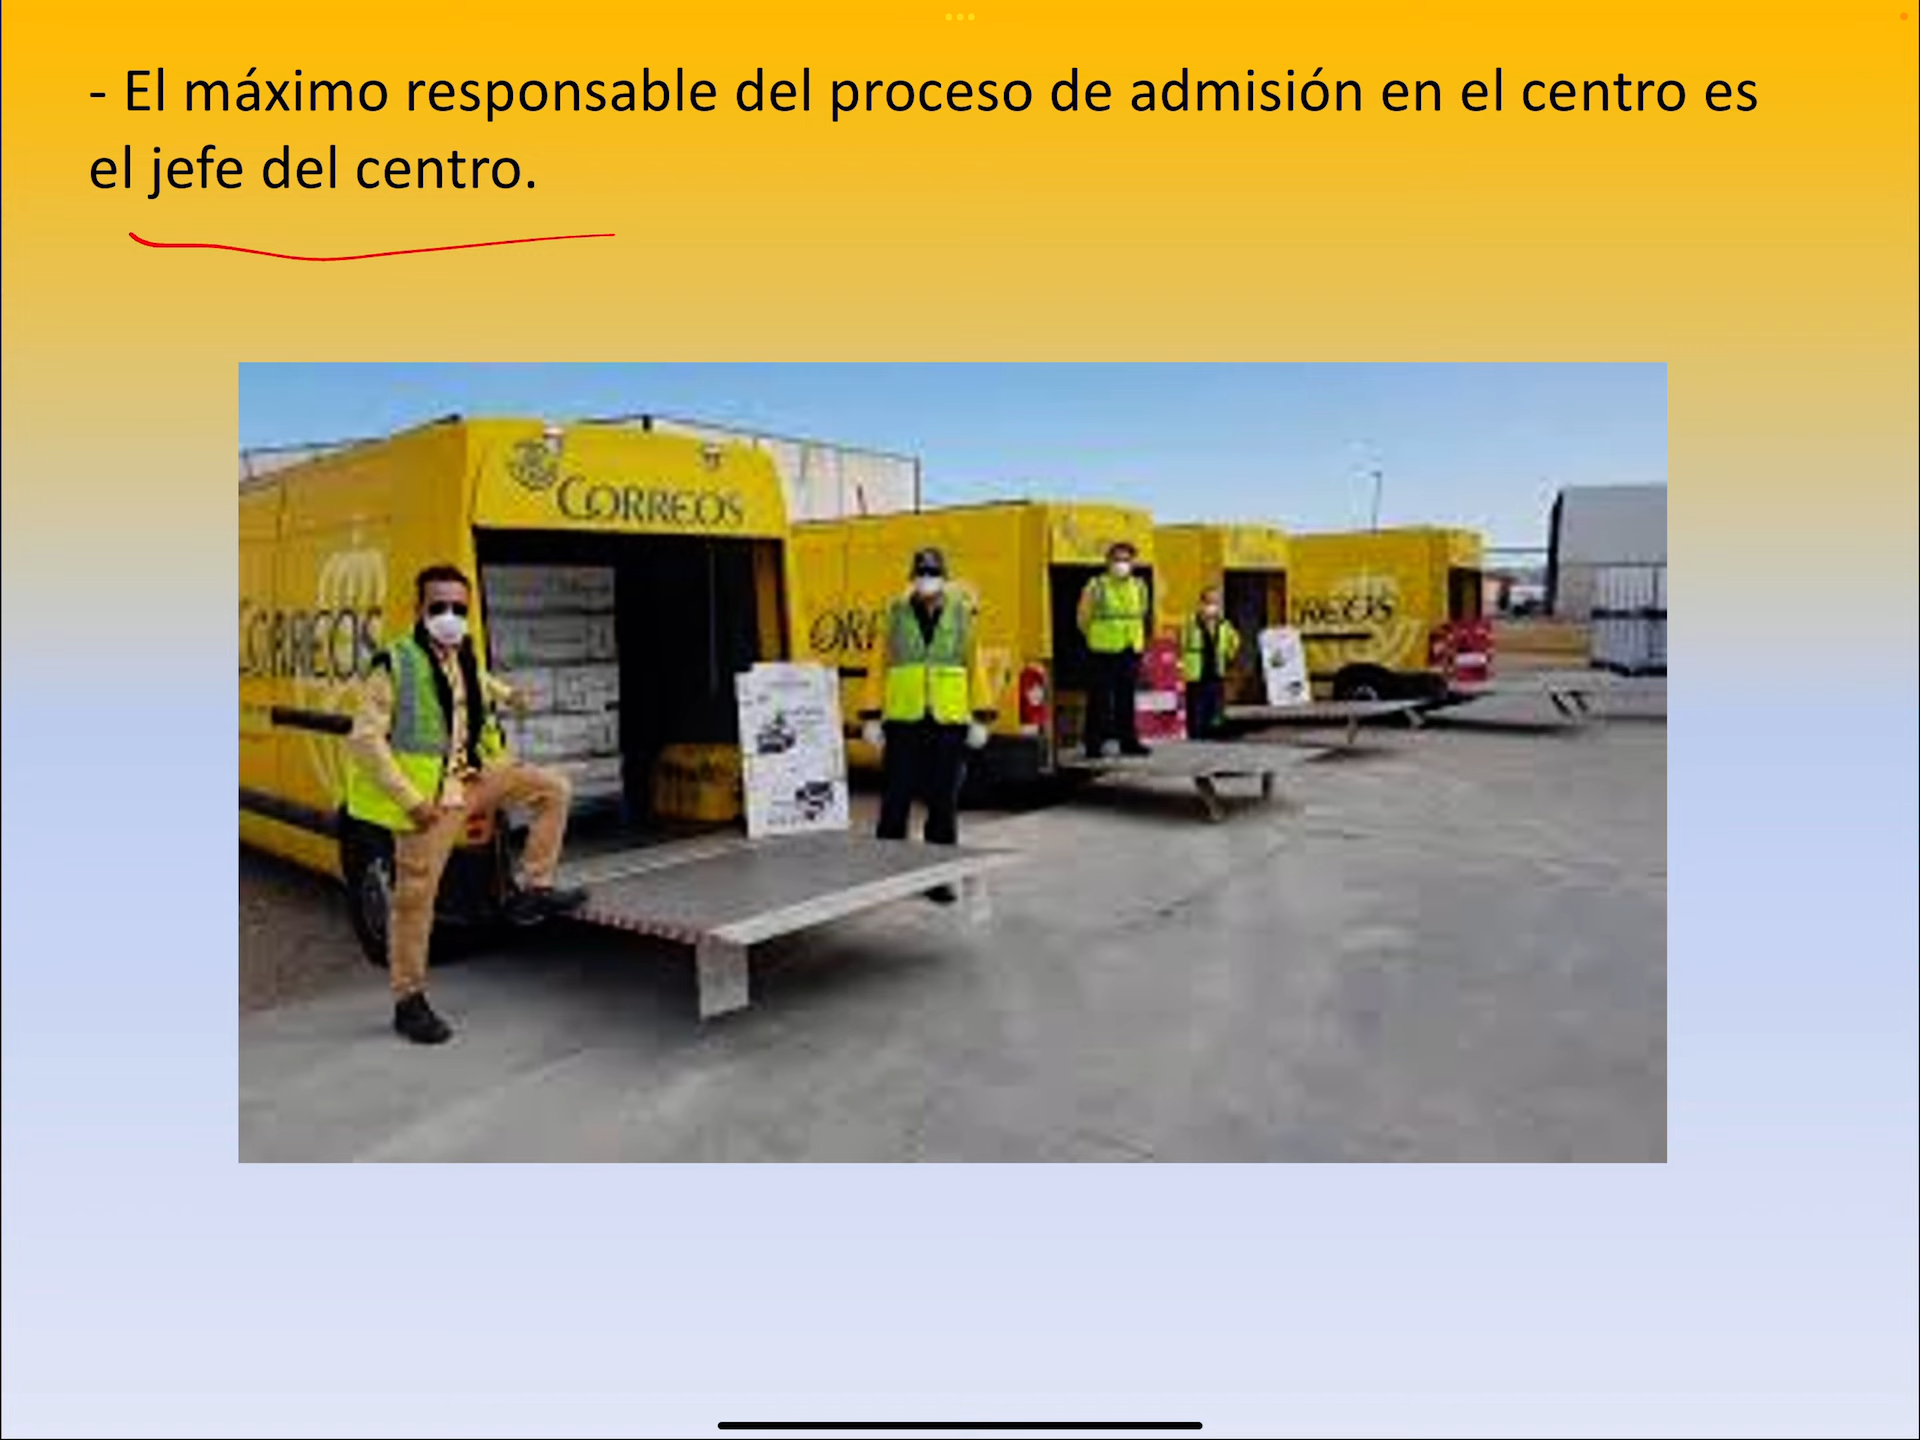 - El máximo responsable del proceso de admisión en el centro es
el jefe del centro.
CORREOS
CORREOS